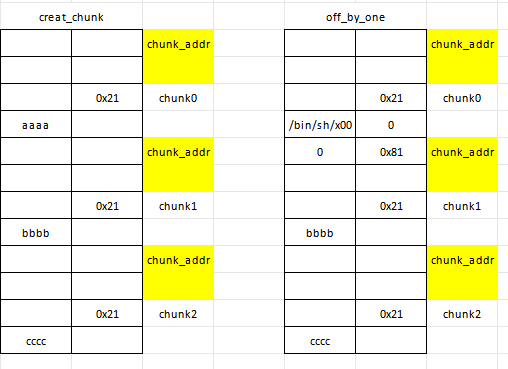 creat_chunk off_by_one
chunk_addr chunk_addr
0x21 chunk0 0x21 chunk0
aaaa /bin/sh/x00 0
chunk_addr 0 0x81 chunk_addr
0x21 chunk1 0x21 chunk1
bbbb bbbb
chunk_addr chunk_addr
0x21 chunk2 0x21 chunk2
cccc cccc